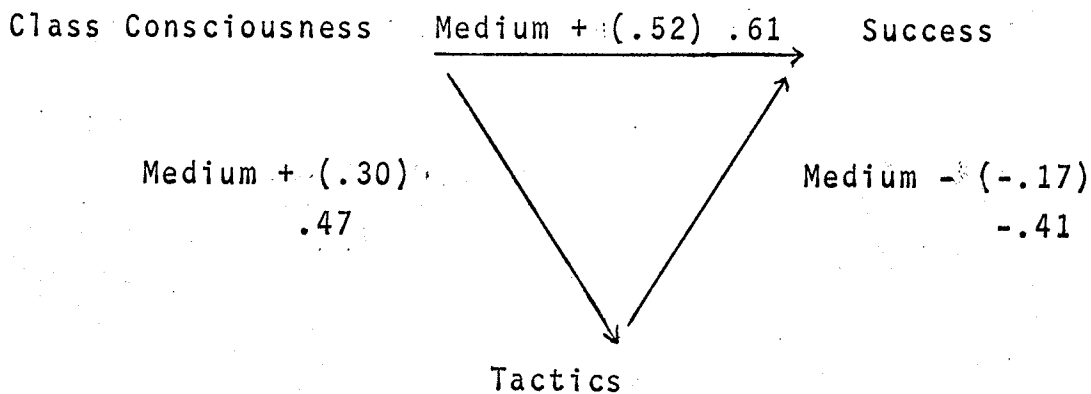 Class Consciousness Medium + (.52) .61 Success
Medium + (.30) Medium - (-.17)
.47 -.41
Tactics